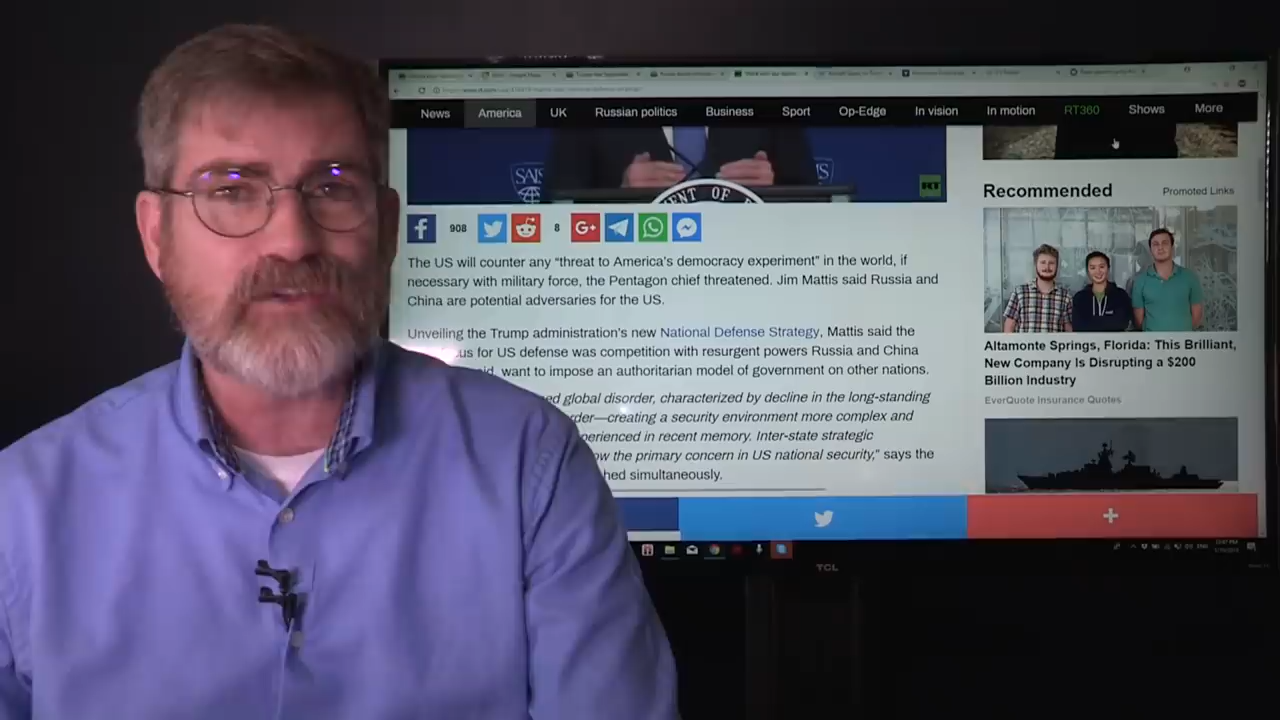 News America UK Russian politics Business Sport Op-Edge In vision In motion RT360 Shows More
SAIS
RT
Recommended
Promoted Links
908
8
G+
The US will counter any “threat to America’s democracy experiment” in the world, if
necessary with military force, the Pentagon chief threatened. Jim Mattis said Russia and
China are potential adversaries for the US.
Unveiling the Trump administration’s new National Defense Strategy, Mattis said the
us for US defense was competition with resurgent powers Russia and China
want to impose an authoritarian model of government on other nations.
global disorder, characterized by decline in the long-standing
creating a security environment more complex and
experienced in recent memory. Inter-state strategic
the primary concern in US national security,” says the
simultaneously.
Altamonte Springs, Florida: This Brilliant,
New Company Is Disrupting a $200
Billion Industry
EverQuote Insurance Quotes
TCL